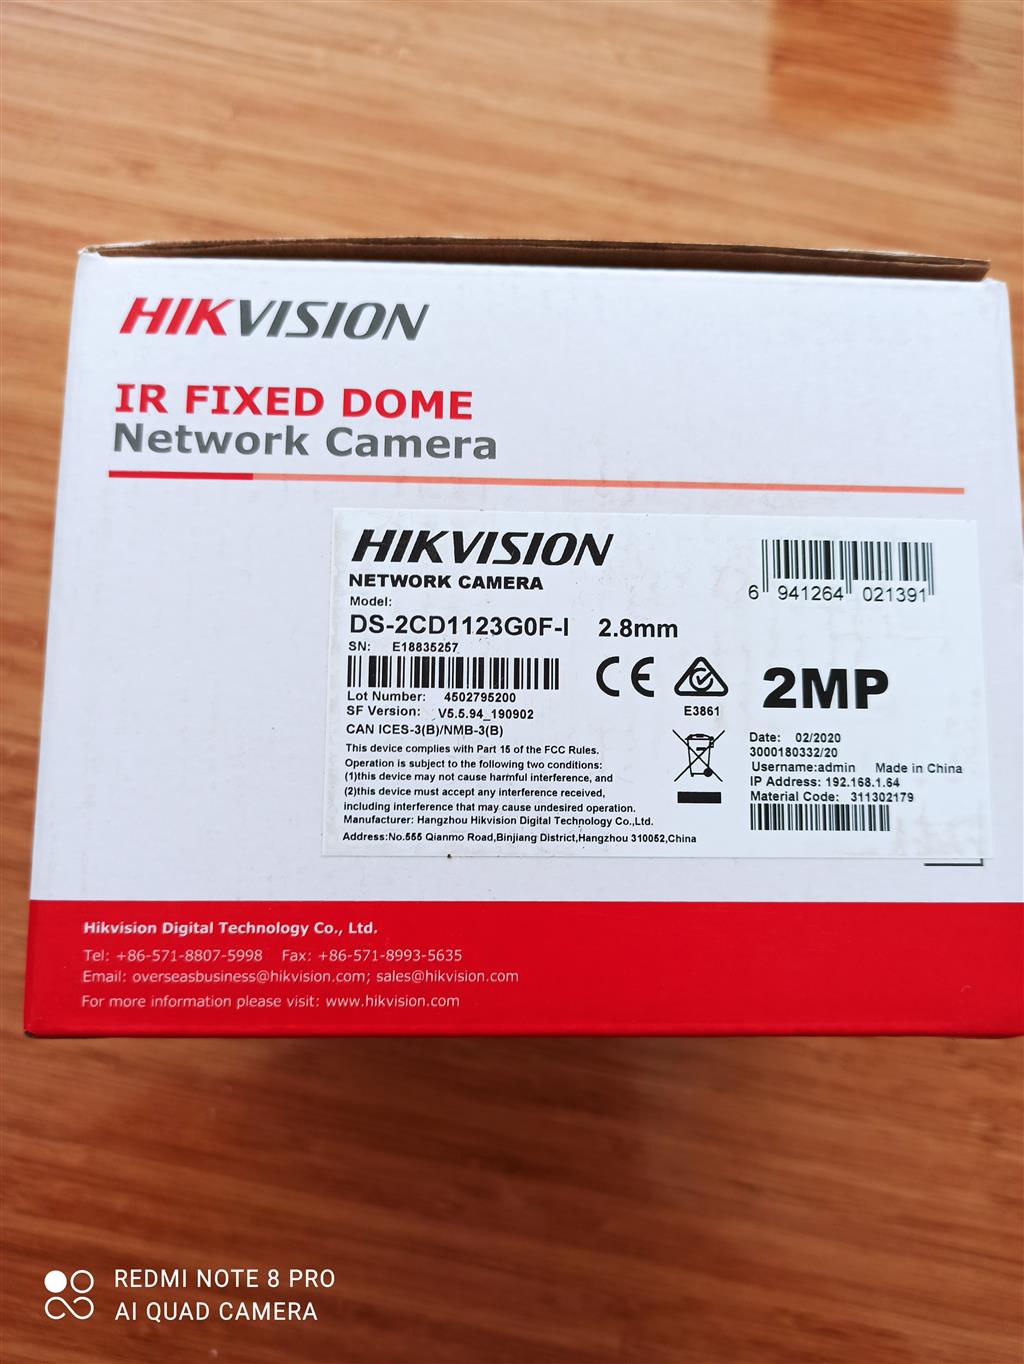 HIKVISION
IR FIXED DOME
Network Camera
HIKVISION
NETWORK CAMERA
Model:
DS-2CD1123G0F-I 2.8mm
SN: E18835257
Lot Number: 4502795200
SF Version: V5.5.94_190902
CAN ICES-3(B)/NMB-3(B)
This device complies with Part 15 of the FCC Rules.
Operation is subject to the following two conditions:
(1)this device may not cause harmful interference, and
(2)this device must accept any interference received,
including interference that may cause undesired operation.
Manufacturer: Hangzhou Hikvision Digital Technology Co.,Ltd.
Address:No.555 Qianmo Road,Binjiang District,Hangzhou 310052,China
6 941264 021391
CE
E3861
2MP
Date: 02/2020
3000180332/20
Username:admin Made in China
IP Address: 192.168.1.64
Material Code: 311302179
Hikvision Digital Technology Co., Ltd.
Tel: +86-571-8807-5998 Fax: +86-571-8993-5635
Email: overseasbusiness@hikvision.com; sales@hikvision.com
For more information please visit: www.hikvision.com
REDMI NOTE 8 PRO
AI QUAD CAMERA